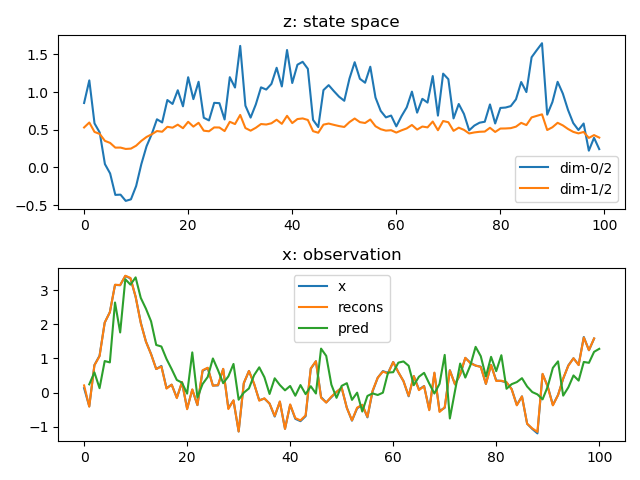 z: state space
1.5
1.0
0.5
0.0
−0.5
dim-0/2
dim-1/2
0 20 40 60 80 100
x: observation
3
2
1
0
−1
x
recons
pred
0 20 40 60 80 100